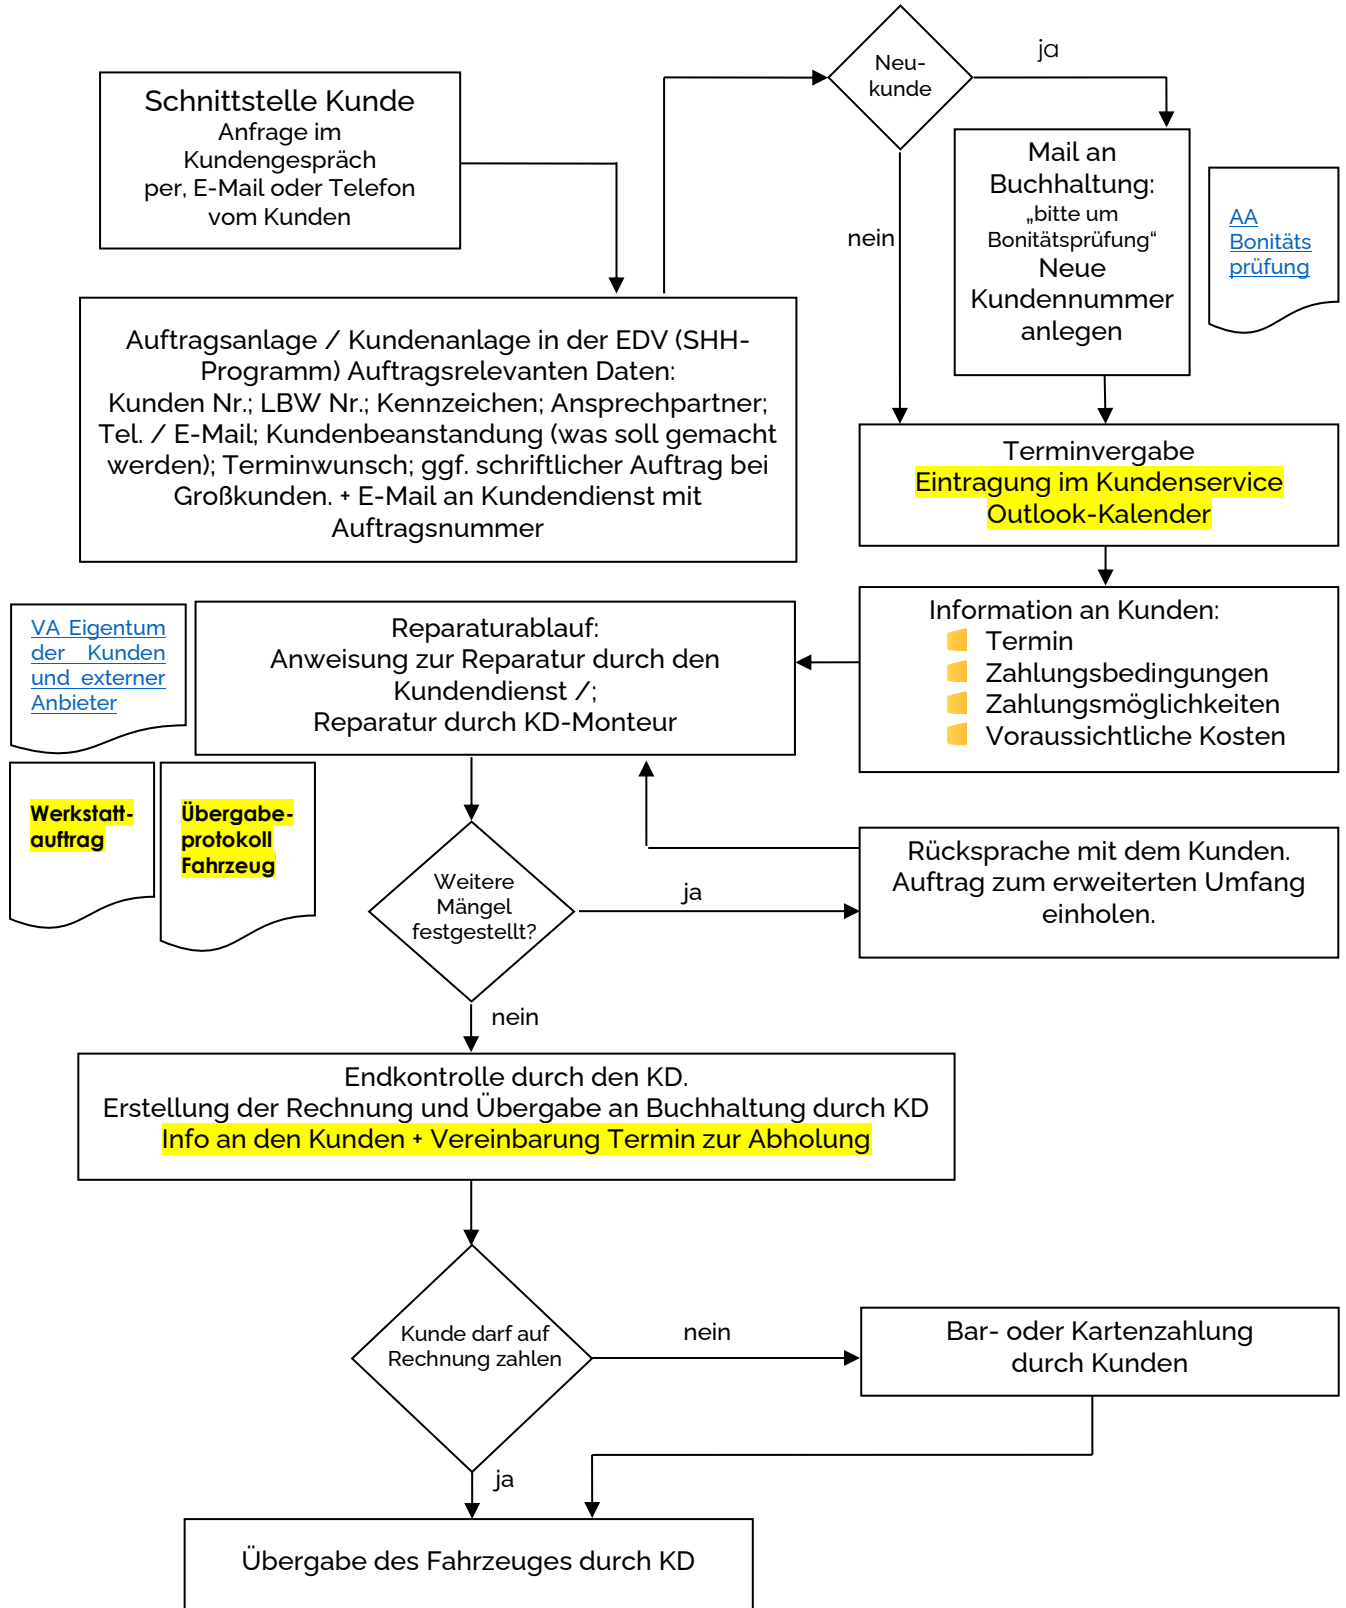 Schnittstelle Kunde
Anfrage im
Kundengespräch
per, E-Mail oder Telefon
vom Kunden
Neu-
kunde
ja
nein
Mail an
Buchhaltung:
„bitte um
Bonitätsprüfung“
Neue
Kundennummer
anlegen
AA
Bonitäts
prüfung
Auftragsanlage / Kundenanlage in der EDV (SHH-
Programm) Auftragsrelevanten Daten:
Kunden Nr.; LBW Nr.; Kennzeichen; Ansprechpartner;
Tel. / E-Mail; Kundenbeanstandung (was soll gemacht
werden); Terminwunsch; ggf. schriftlicher Auftrag bei
Großkunden. + E-Mail an Kundendienst mit
Auftragsnummer
Terminvergabe
Eintragung im Kundenservice
Outlook-Kalender
Information an Kunden:
Termin
Zahlungsbedingungen
Zahlungsmöglichkeiten
Voraussichtliche Kosten
VA Eigentum
der Kunden
und externer
Anbieter
Reparaturablauf:
Anweisung zur Reparatur durch den
Kundendienst /;
Reparatur durch KD-Monteur
Werkstatt-
auftrag
Übergabe-
protokoll
Fahrzeug
Weitere
Mängel
festgestellt?
ja
Rücksprache mit dem Kunden.
Auftrag zum erweiterten Umfang
einholen.
nein
Endkontrolle durch den KD.
Erstellung der Rechnung und Übergabe an Buchhaltung durch KD
Info an den Kunden + Vereinbarung Termin zur Abholung
Kunde darf auf
Rechnung zahlen
nein
Bar- oder Kartenzahlung
durch Kunden
ja
Übergabe des Fahrzeuges durch KD